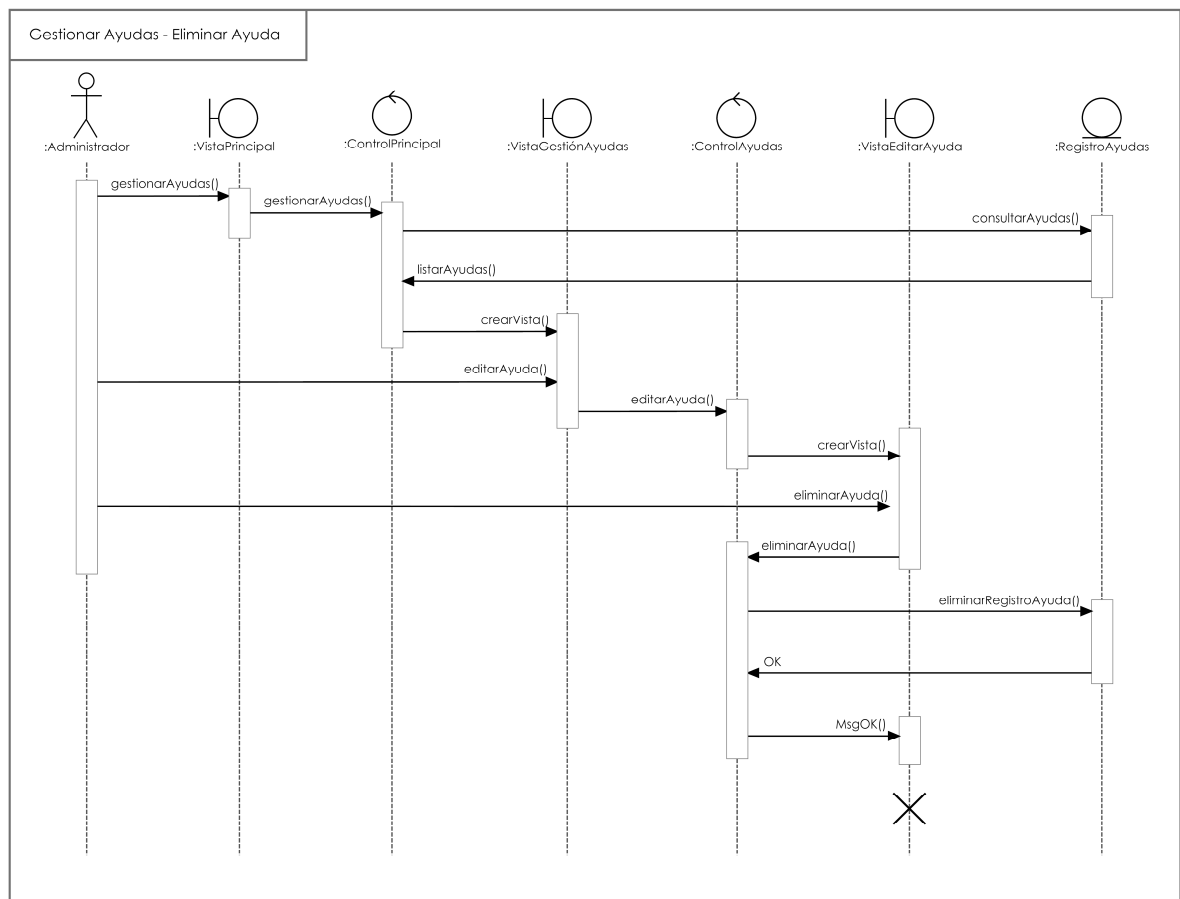 Gestionar Ayudas - Eliminar Ayuda
:Administrador
:VistaPrincipal
:ControlPrincipal
:VistaGestiónAyudas
:ControlAyudas
:VistaEditarAyuda
:RegistroAyudas
gestionarAyudas()
gestionarAyudas()
consultarAyudas()
listarAyudas()
crearVista()
editarAyuda()
editarAyuda()
crearVista()
eliminarAyuda()
eliminarAyuda()
eliminarRegistroAyuda()
OK
MsgOK()